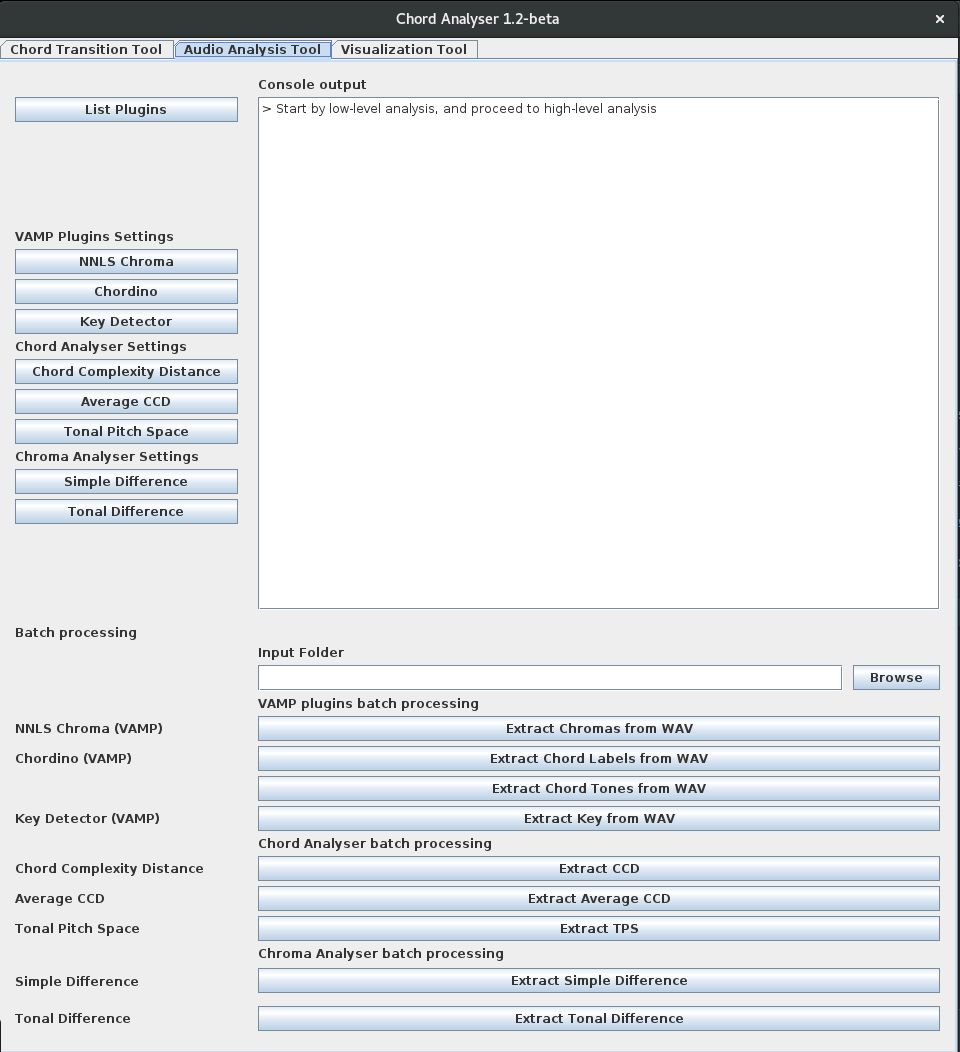 Chord Analyser 1.2-beta
×
Chord Transition Tool
Audio Analysis Tool
Visualization Tool
Console output
List Plugins
> Start by low-level analysis, and proceed to high-level analysis
VAMP Plugins Settings
NNLS Chroma
Chordino
Key Detector
Chord Analyser Settings
Chord Complexity Distance
Average CCD
Tonal Pitch Space
Chroma Analyser Settings
Simple Difference
Tonal Difference
Batch processing
Input Folder
Browse
VAMP plugins batch processing
NNLS Chroma (VAMP)
Extract Chromas from WAV
Chordino (VAMP)
Extract Chord Labels from WAV
Extract Chord Tones from WAV
Key Detector (VAMP)
Extract Key from WAV
Chord Analyser batch processing
Chord Complexity Distance
Extract CCD
Average CCD
Extract Average CCD
Tonal Pitch Space
Extract TPS
Chroma Analyser batch processing
Simple Difference
Extract Simple Difference
Tonal Difference
Extract Tonal Difference